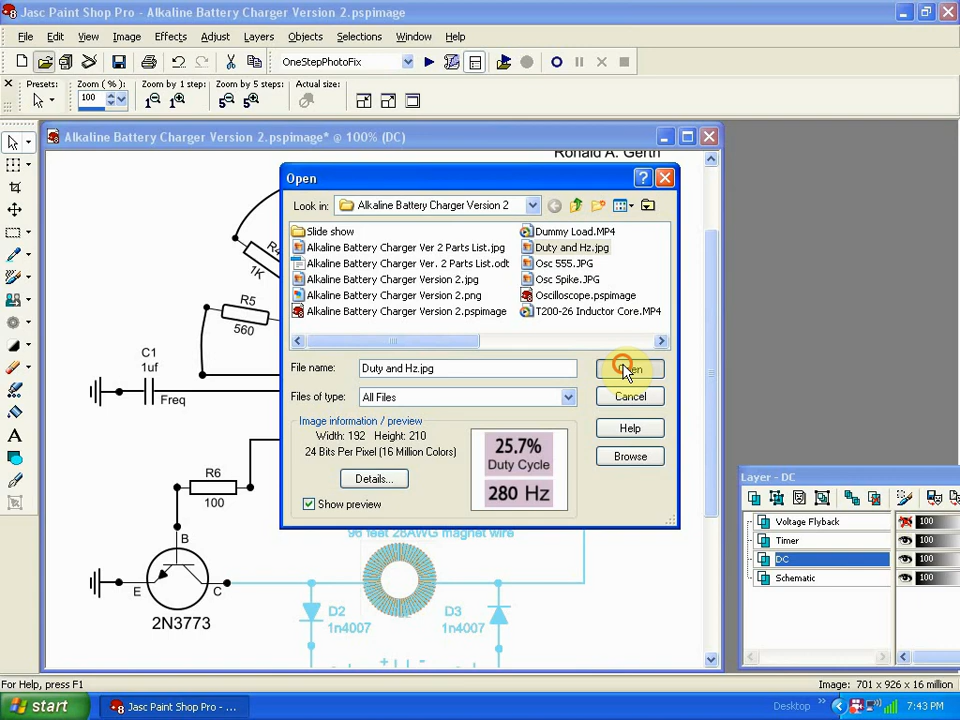 Jasc Paint Shop Pro - Alkaline Battery Charger Version 2.pspimage
File Edit View Image Effects Adjust Layers Objects Selections Window Help
OneStepPhotoFix
Presets: Zoom ( % ): Zoom by 1 step: Zoom by 5 steps: Actual size:
100
Alkaline Battery Charger Version 2.pspimage* @ 100% (DC)
Ronald A. Gerth
Open
Look in: Alkaline Battery Charger Version 2
Slide show
Alkaline Battery Charger Ver 2 Parts List.jpg
Alkaline Battery Charger Ver. 2 Parts List.odt
Alkaline Battery Charger Version 2.jpg
Alkaline Battery Charger Version 2.png
Alkaline Battery Charger Version 2.pspimage
Dummy Load.MP4
Duty and Hz.jpg
Osc 555.JPG
Osc Spike.JPG
Oscilloscope.pspimage
T200-26 Inductor Core.MP4
File name: Duty and Hz.jpg
Open
Files of type: All Files
Cancel
Help
Browse
Image information / preview
Width: 192 Height: 210
24 Bits Per Pixel (16 Million Colors)
Details...
Show preview
25.7%
Duty Cycle
280 Hz
1K
R5
560
C1
1uf
Freq
R6
100
B
E
C
2N3773
96 feet 28AWG magnet wire
D2
1n4007
D3
1n4007
Layer - DC
Voltage Flyback 100
Timer 100
DC 100
Schematic 100
For Help, press F1
Image: 701 x 926 x 16 million
start
Jasc Paint Shop Pro - ...
Desktop
7:43 PM